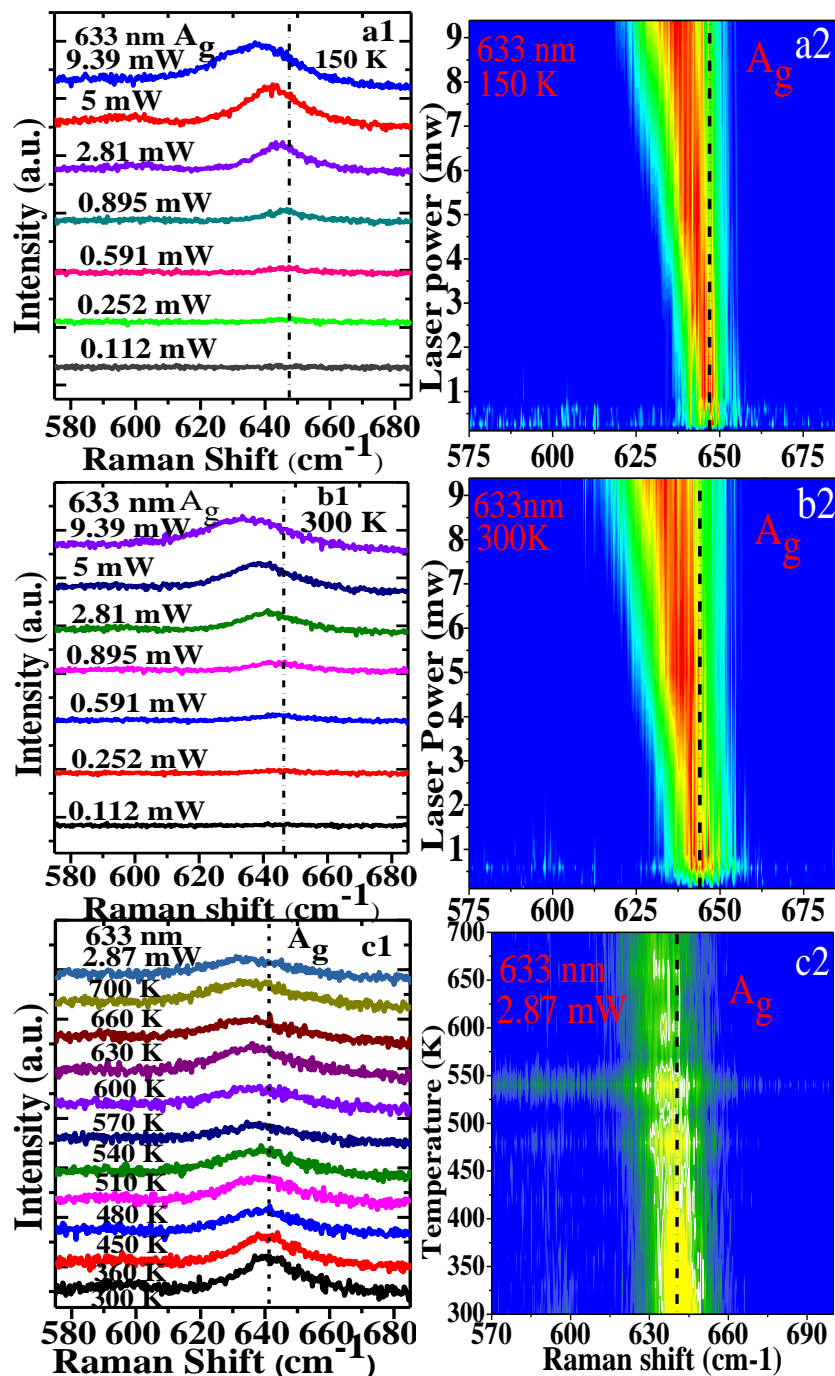 633 nm Ag a1
9.39 mW 150 K
5 mW
2.81 mW
0.895 mW
0.591 mW
0.252 mW
0.112 mW
Intensity (a.u.)
580 600 620 640 660 680
Raman Shift (cm-1)
633 nm
150 K
Ag
a2
Laser power (mw)
9
8
7
6
5
4
3
2
1
575 600 625 650 675
633 nm Ag b1
9.39 mW 300 K
5 mW
2.81 mW
0.895 mW
0.591 mW
0.252 mW
0.112 mW
Intensity (a.u.)
580 600 620 640 660 680
Raman shift (cm-1)
633nm
300K
Ag
b2
Laser Power (mw)
9
8
7
6
5
4
3
2
1
575 600 625 650 675
633 nm Ag c1
2.87 mW
700 K
660 K
630 K
600 K
570 K
540 K
510 K
480 K
450 K
360 K
300 K
Intensity (a.u.)
580 600 620 640 660 680
Raman Shift (cm-1)
633 nm
2.87 mW
Ag
c2
Temperature (K)
700
650
600
550
500
450
400
350
300
570 600 630 660 690
Raman shift (cm-1)